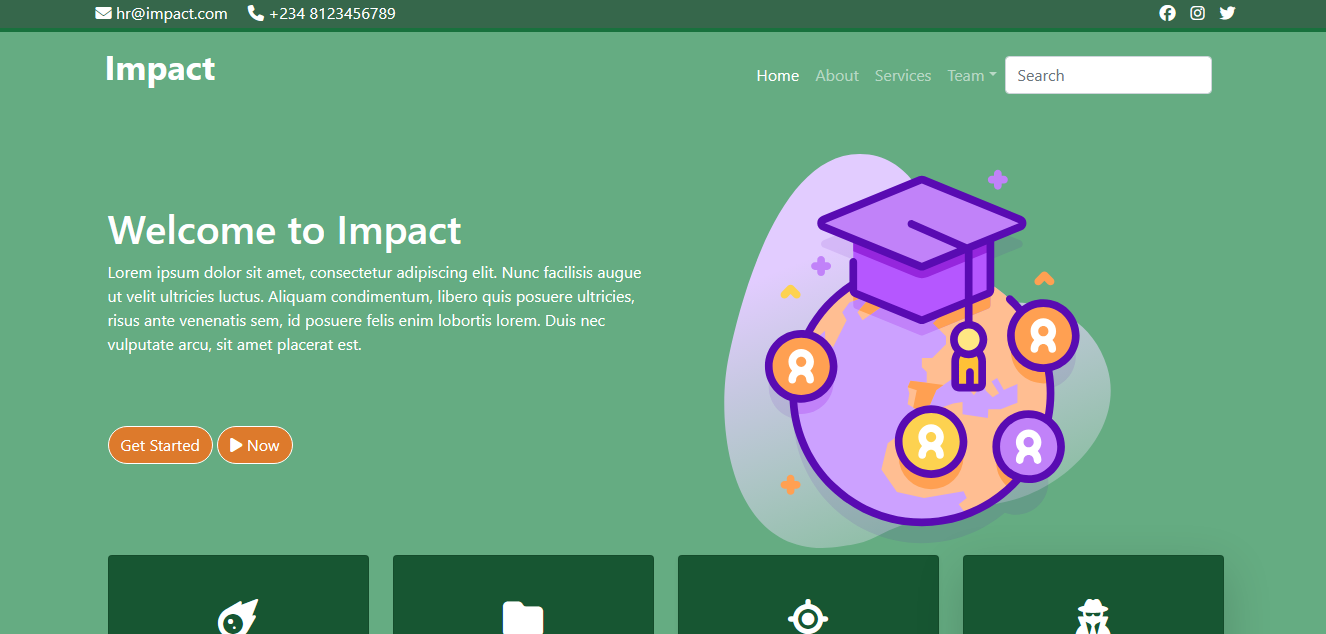 hr@impact.com +234 8123456789
Impact
Home About Services Team Search
Welcome to Impact
Lorem ipsum dolor sit amet, consectetur adipiscing elit. Nunc facilisis augue
ut velit ultricies luctus. Aliquam condimentum, libero quis posuere ultricies,
risus ante venenatis sem, id posuere felis enim lobortis lorem. Duis nec
vulputate arcu, sit amet placerat est.
Get Started Now